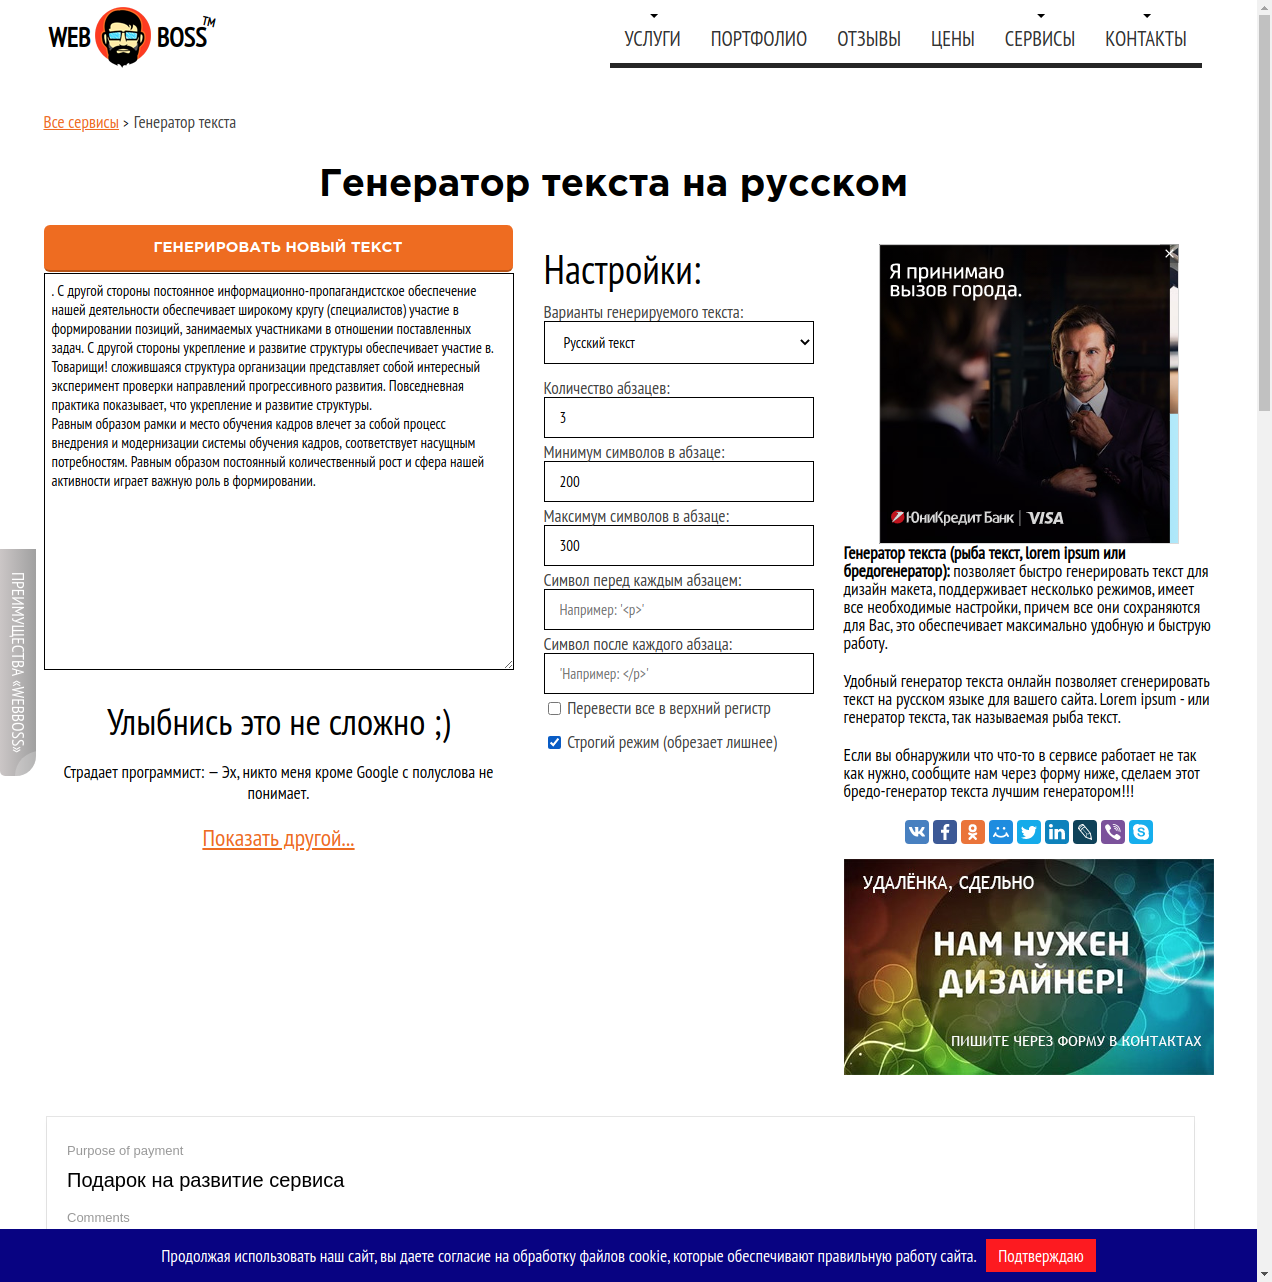 WEB BOSS™
УСЛУГИ ПОРТФОЛИО ОТЗЫВЫ ЦЕНЫ СЕРВИСЫ КОНТАКТЫ
Все сервисы > Генератор текста
Генератор текста на русском
ГЕНЕРИРОВАТЬ НОВЫЙ ТЕКСТ
. С другой стороны постоянное информационно-пропагандистское обеспечение
нашей деятельности обеспечивает широкому кругу (специалистов) участие в
формировании позиций, занимаемых участниками в отношении поставленных
задач. С другой стороны укрепление и развитие структуры обеспечивает участие в.
Товарищи! сложившаяся структура организации представляет собой интересный
эксперимент проверки направлений прогрессивного развития. Повседневная
практика показывает, что укрепление и развитие структуры.
Равным образом рамки и место обучения кадров влечет за собой процесс
внедрения и модернизации системы обучения кадров, соответствует насущным
потребностям. Равным образом постоянный количественный рост и сфера нашей
активности играет важную роль в формировании.
Улыбнись это не сложно ;)
Страдает программист: — Эх, никто меня кроме Google с полуслова не
понимает.
Показать другой...
ПРЕИМУЩЕСТВА «WEBBOSS»
Настройки:
Варианты генерируемого текста:
Русский текст
Количество абзацев:
3
Минимум символов в абзаце:
200
Максимум символов в абзаце:
300
Символ перед каждым абзацем:
Например: '<p>'
Символ после каждого абзаца:
'Например: </p>'
Перевести все в верхний регистр
Строгий режим (обрезает лишнее)
Я принимаю
вызов города.
ЮниКредит Банк | VISA
Генератор текста (рыба текст, lorem ipsum или
бредогенератор): позволяет быстро генерировать текст для
дизайн макета, поддерживает несколько режимов, имеет
все необходимые настройки, причем все они сохраняются
для Вас, это обеспечивает максимально удобную и быструю
работу.
Удобный генератор текста онлайн позволяет сгенерировать
текст на русском языке для вашего сайта. Lorem ipsum - или
генератор текста, так называемая рыба текст.
Если вы обнаружили что что-то в сервисе работает не так
как нужно, сообщите нам через форму ниже, сделаем этот
бредо-генератор текста лучшим генератором!!!
УДАЛЁНКА, СДЕЛЬНО
НАМ НУЖЕН
ДИЗАЙНЕР!
ПИШИТЕ ЧЕРЕЗ ФОРМУ В КОНТАКТАХ
Purpose of payment
Подарок на развитие сервиса
Comments
Продолжая использовать наш сайт, вы даете согласие на обработку файлов cookie, которые обеспечивают правильную работу сайта. Подтверждаю